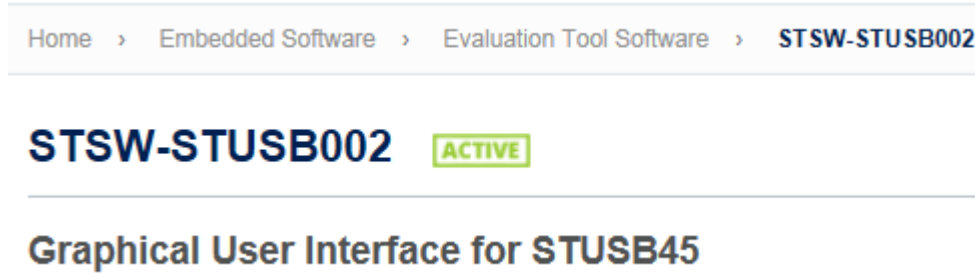 Home › Embedded Software › Evaluation Tool Software › STSW-STUSB002
STSW-STUSB002 ACTIVE
Graphical User Interface for STUSB45